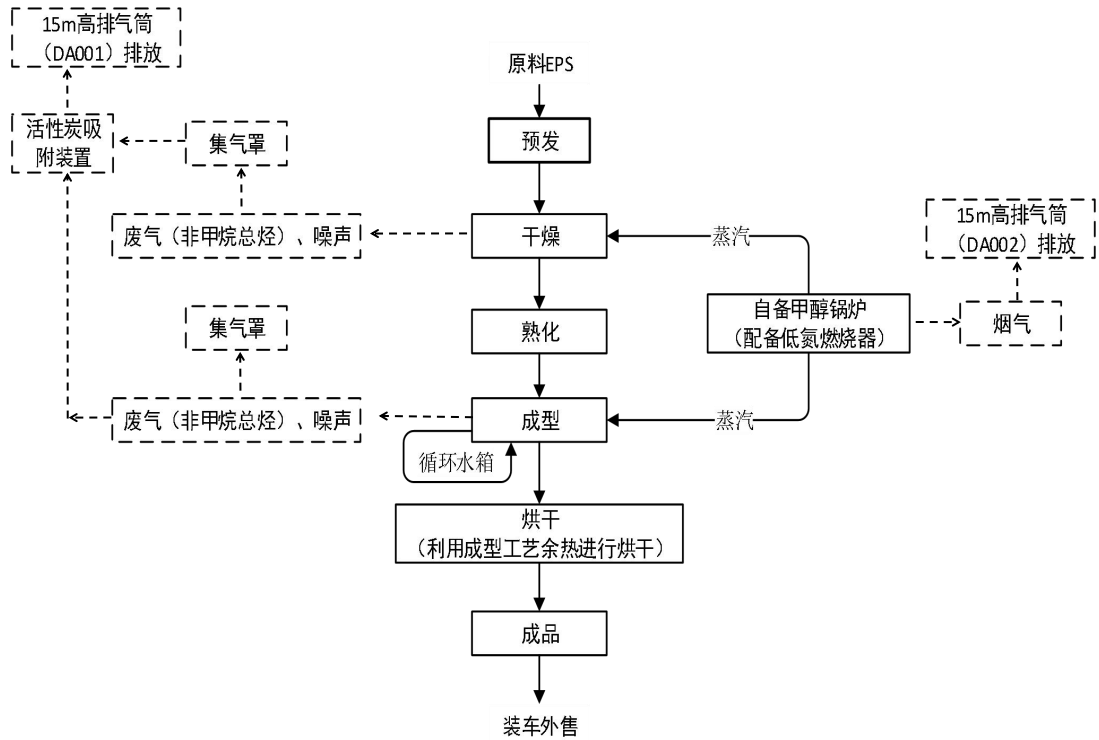 15m高排气筒
（DA001）排放
原料EPS
活性炭吸
附装置
集气罩
预发
废气（非甲烷总烃）、噪声
干燥
蒸汽
15m高排气筒
（DA002）排放
集气罩
熟化
自备甲醇锅炉
（配备低氮燃烧器）
烟气
废气（非甲烷总烃）、噪声
成型
蒸汽
循环水箱
烘干
（利用成型工艺余热进行烘干）
成品
装车外售